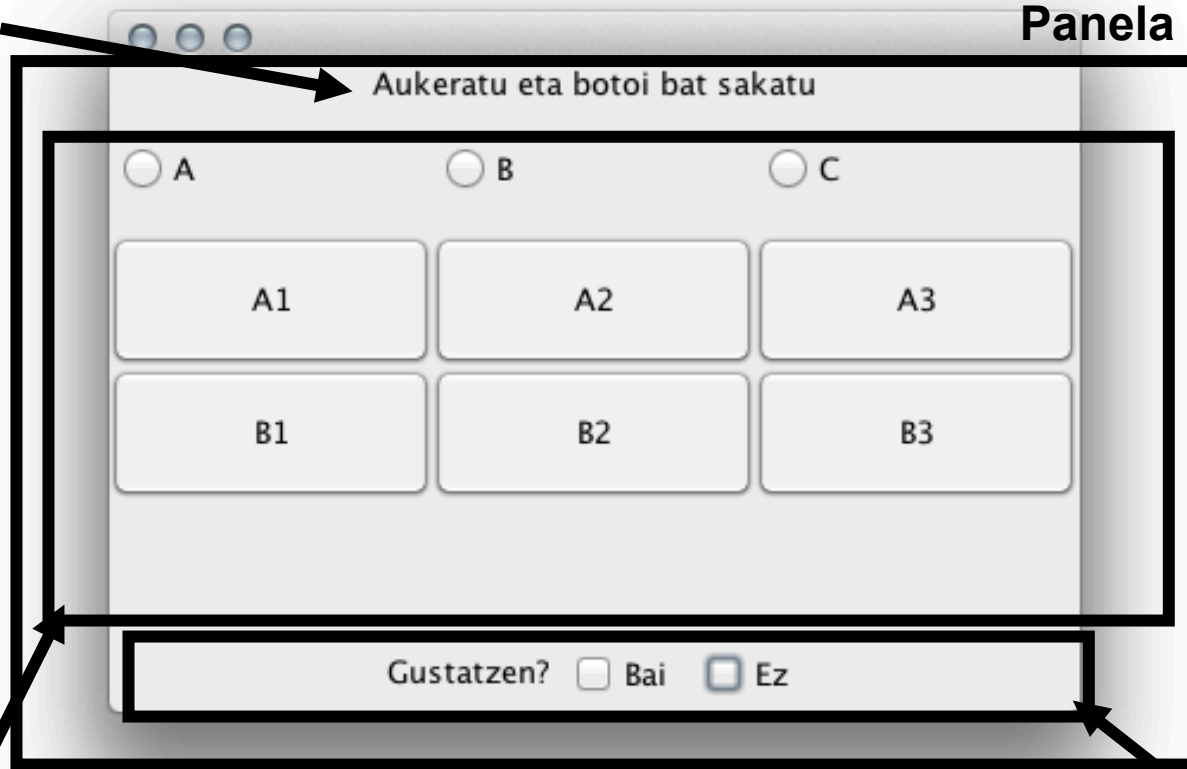 Panela
Aukeratu eta botoi bat sakatu
A B C
A1 A2 A3
B1 B2 B3
Gustatzen? Bai Ez